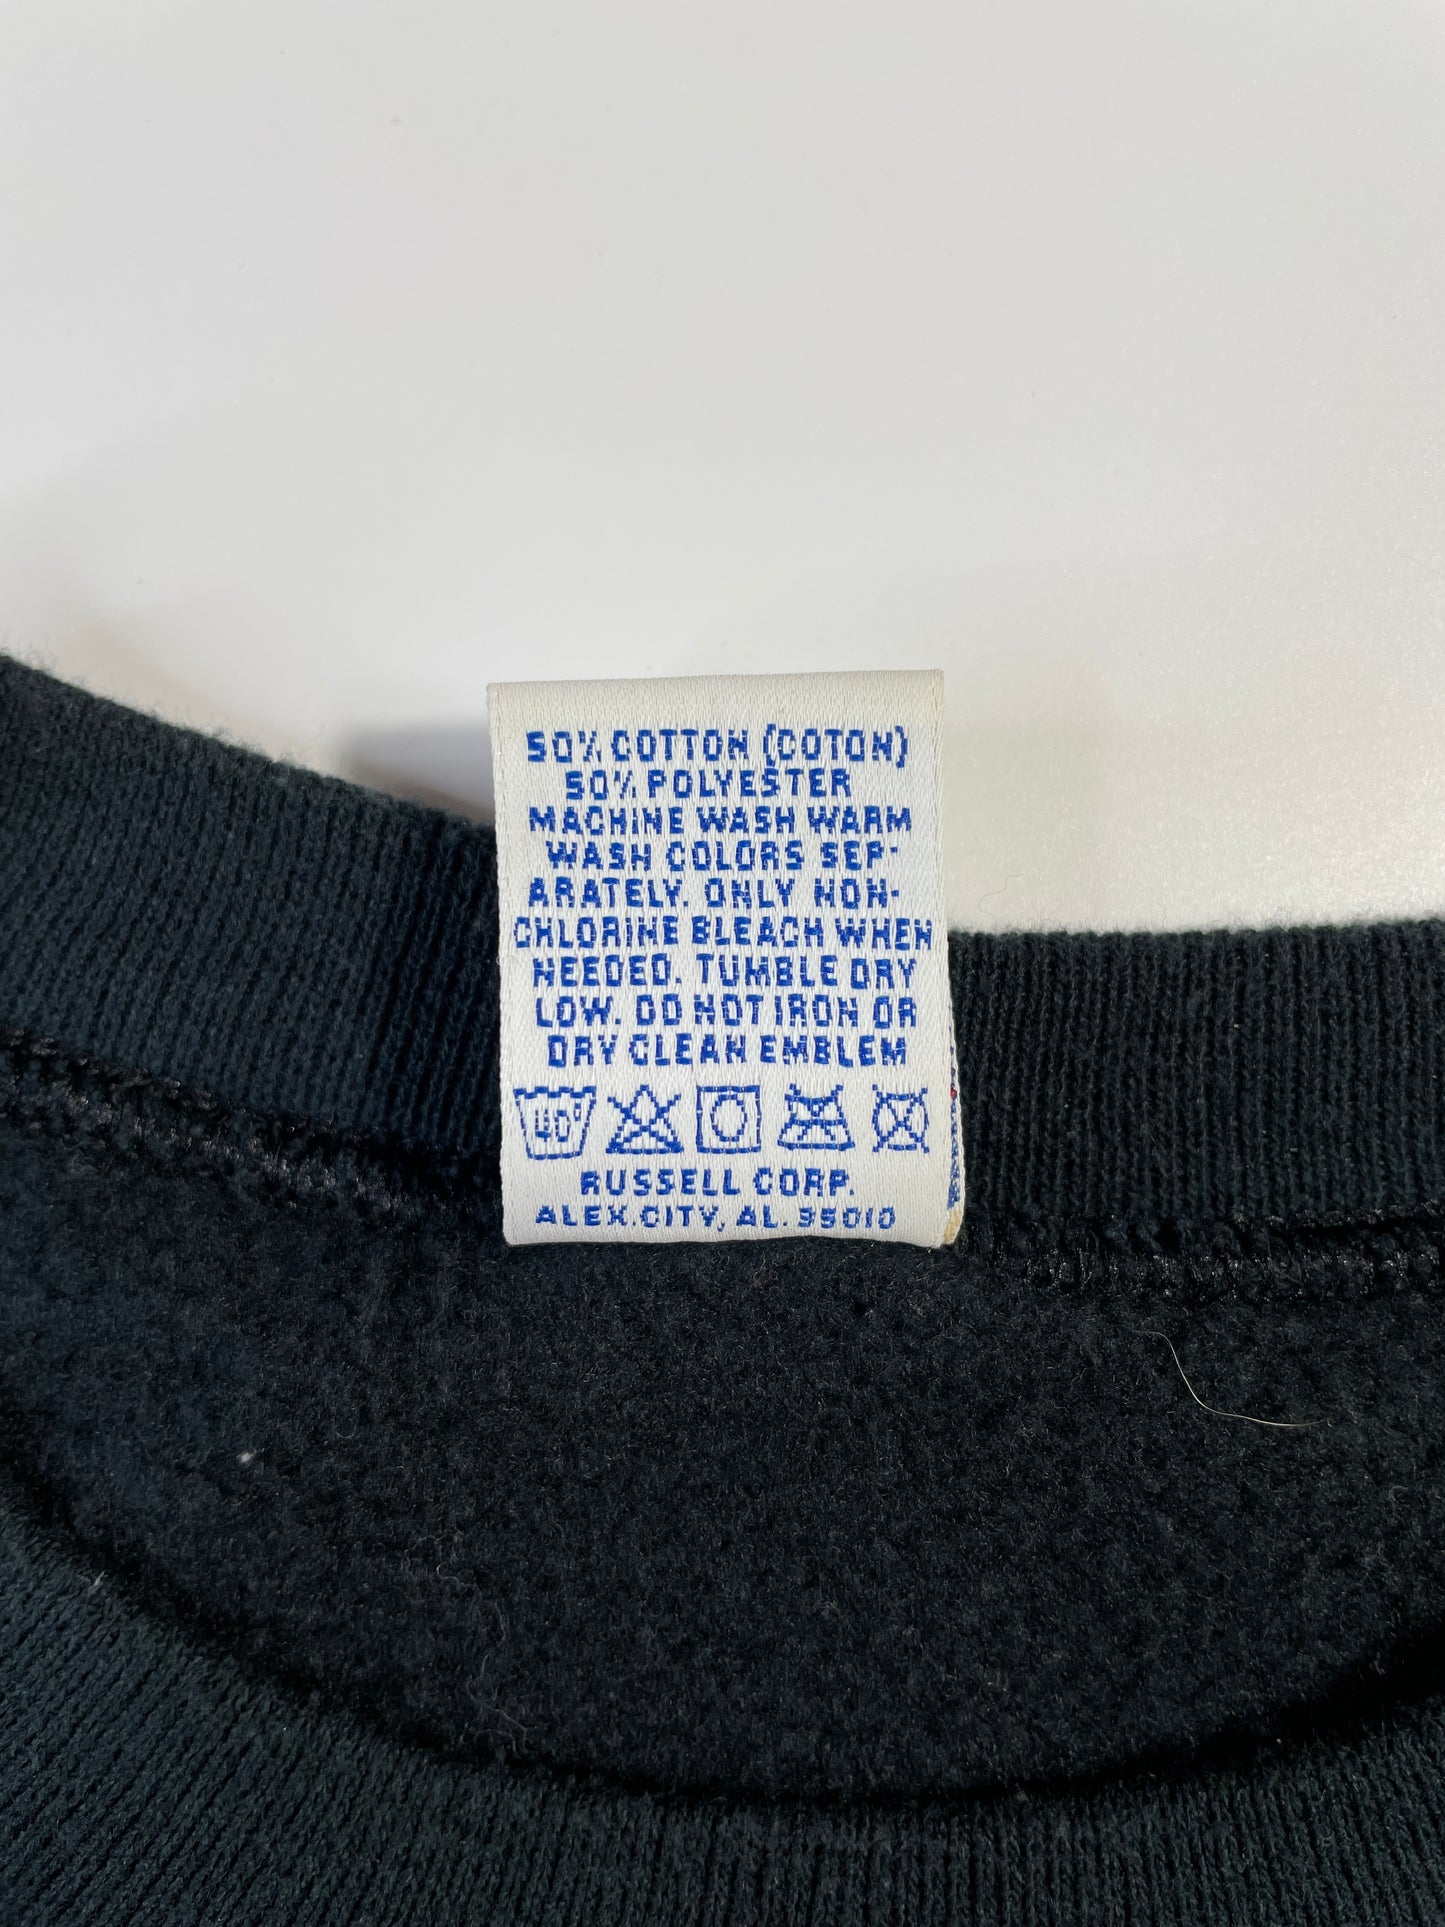 50% COTTON (COTON)
50% POLYESTER
MACHINE WASH WARM
WASH COLORS SEP-
ARATELY. ONLY NON-
CHLORINE BLEACH WHEN
NEEDED. TUMBLE DRY
LOW. DO NOT IRON OR
DRY CLEAN EMBLEM
40°
RUSSELL CORP.
ALEX.CITY, AL. 35010